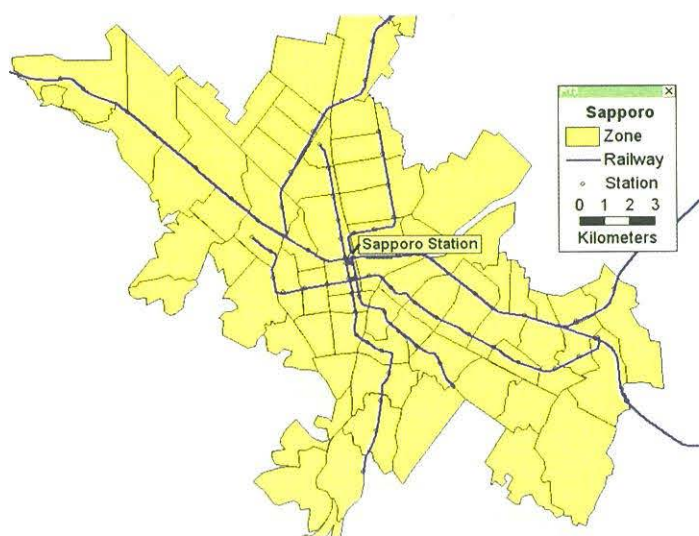 Sapporo
Zone
Railway
Station
0 1 2 3
Kilometers
Sapporo Station